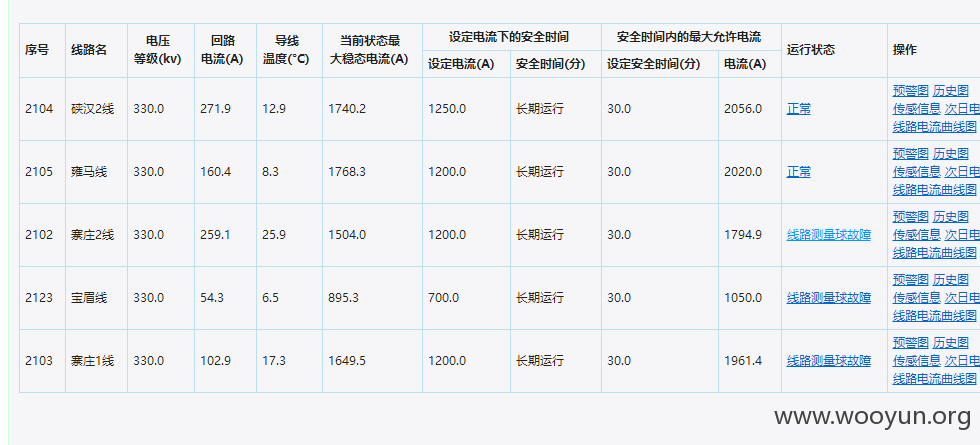 序号 线路名 电压等级(kv) 回路电流(A) 导线温度(°C) 当前状态最大稳态电流(A) 设定电流下的安全时间 安全时间内的最大允许电流 运行状态 操作
设定电流(A) 安全时间(分) 设定安全时间(分) 电流(A)
2104 硖汉2线 330.0 271.9 12.9 1740.2 1250.0 长期运行 30.0 2056.0 正常 预警图 历史图
传感信息 次日电
线路电流曲线图
2105 雍马线 330.0 160.4 8.3 1768.3 1200.0 长期运行 30.0 2020.0 正常 预警图 历史图
传感信息 次日电
线路电流曲线图
2102 寨庄2线 330.0 259.1 25.9 1504.0 1200.0 长期运行 30.0 1794.9 线路测量球故障 预警图 历史图
传感信息 次日电
线路电流曲线图
2123 宝眉线 330.0 54.3 6.5 895.3 700.0 长期运行 30.0 1050.0 线路测量球故障 预警图 历史图
传感信息 次日电
线路电流曲线图
2103 寨庄1线 330.0 102.9 17.3 1649.5 1200.0 长期运行 30.0 1961.4 线路测量球故障 预警图 历史图
传感信息 次日电
线路电流曲线图
www.wooyun.org